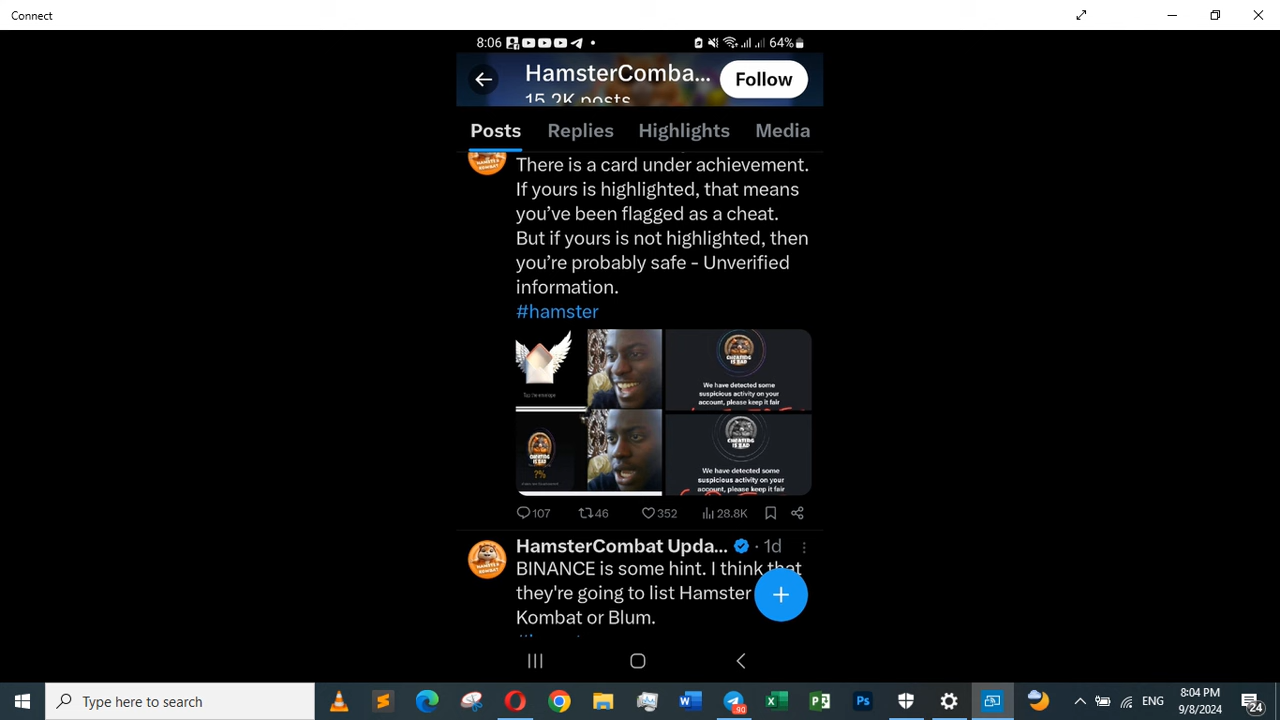 Connect
8:06
64%
HamsterComba...
15.2K posts
Follow
Posts
Replies
Highlights
Media
There is a card under achievement.
If yours is highlighted, that means
you’ve been flagged as a cheat.
But if yours is not highlighted, then
you’re probably safe - Unverified
information.
#hamster
CHEATING
IS BAD
We have detected some
suspicious activity on your
account, please keep it fair
CHEATING
IS BAD
?%
CHEATING
IS BAD
We have detected some
suspicious activity on your
account, please keep it fair
107
46
352
28.8K
HamsterCombat Upda...
· 1d
BINANCE is some hint. I think that
they're going to list Hamster
Kombat or Blum.
Type here to search
ENG
8:04 PM
9/8/2024
24